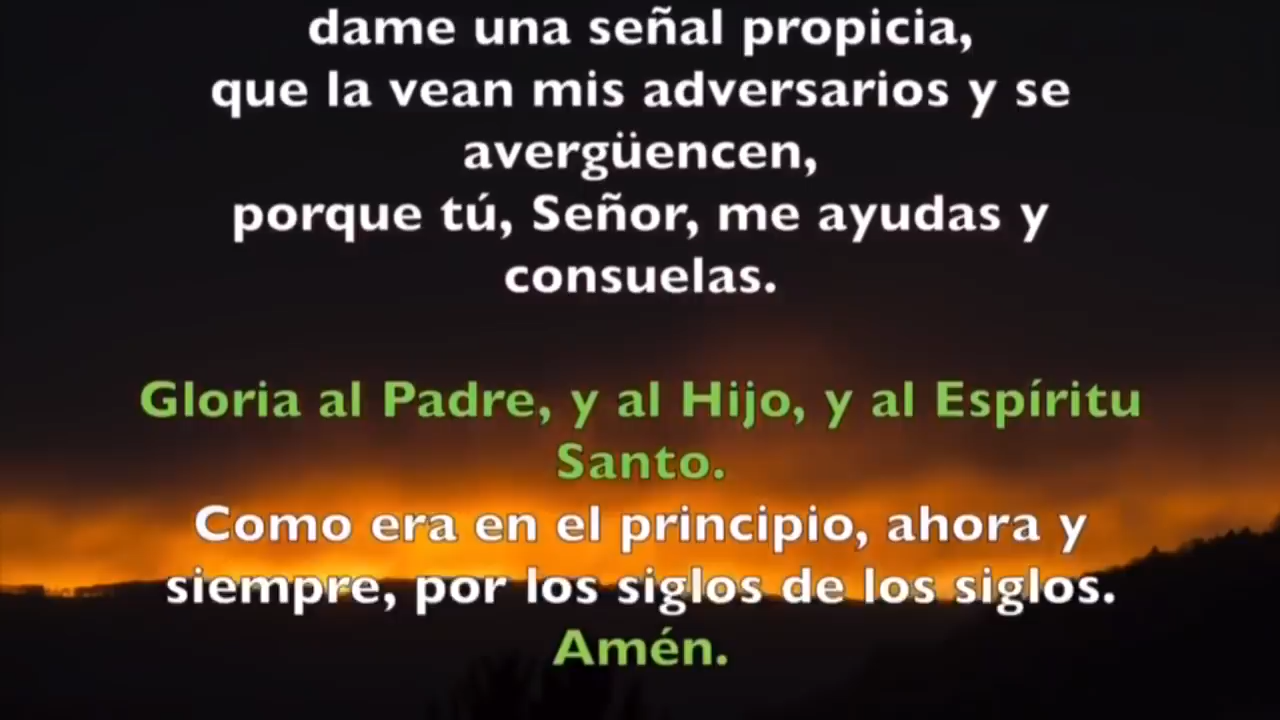 dame una señal propicia,
que la vean mis adversarios y se
avergüencen,
porque tú, Señor, me ayudas y
consuelas.
Gloria al Padre, y al Hijo, y al Espíritu
Santo.
Como era en el principio, ahora y
siempre, por los siglos de los siglos.
Amén.